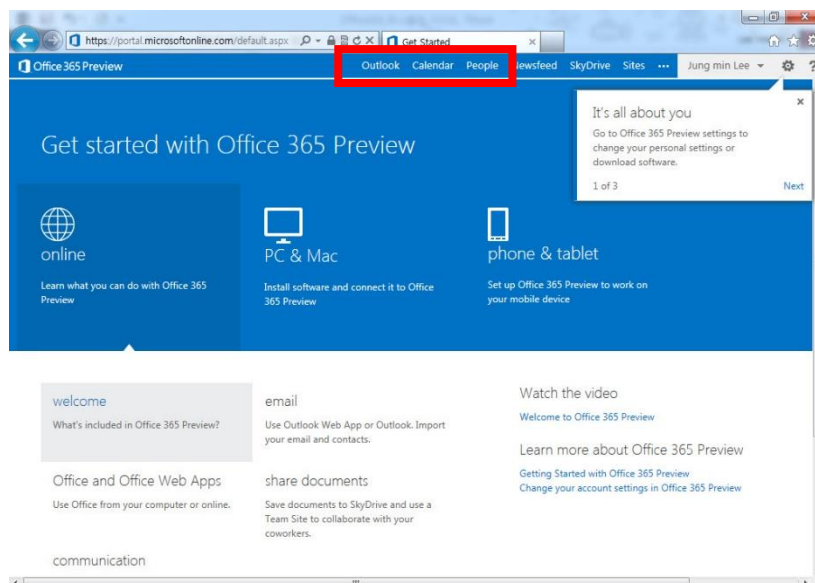 https://portal.microsoftonline.com/default.aspx
Get Started
Office 365 Preview
Outlook Calendar People Newsfeed SkyDrive Sites ••• Jung min Lee
?
It's all about you
Go to Office 365 Preview settings to
change your personal settings or
download software.
1 of 3 Next
Get started with Office 365 Preview
online
Learn what you can do with Office 365
Preview
PC & Mac
Install software and connect it to Office
365 Preview
phone & tablet
Set up Office 365 Preview to work on
your mobile device
welcome
What's included in Office 365 Preview?
email
Use Outlook Web App or Outlook. Import
your email and contacts.
Watch the video
Welcome to Office 365 Preview
Learn more about Office 365 Preview
Getting Started with Office 365 Preview
Change your account settings in Office 365 Preview
Office and Office Web Apps
Use Office from your computer or online.
share documents
Save documents to SkyDrive and use a
Team Site to collaborate with your
coworkers.
communication